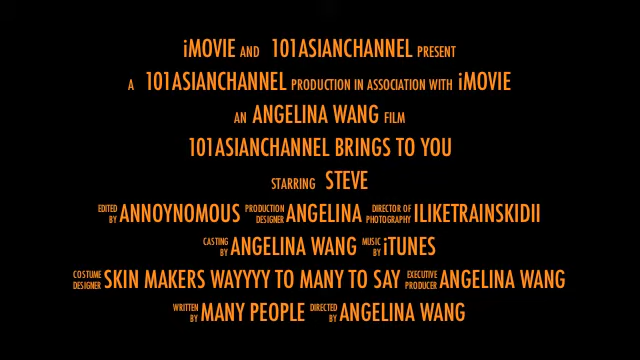 iMOVIE AND 101ASIANCHANNEL PRESENT
A 101ASIANCHANNEL PRODUCTION IN ASSOCIATION WITH iMOVIE
AN ANGELINA WANG FILM
101ASIANCHANNEL BRINGS TO YOU
STARRING STEVE
EDITED BY ANNOYNOMOUS PRODUCTION DESIGNER ANGELINA DIRECTOR OF PHOTOGRAPHY ILIKETRAINSKIDII
CASTING BY ANGELINA WANG MUSIC BY iTUNES
COSTUME DESIGNER SKIN MAKERS WAYYYY TO MANY TO SAY EXECUTIVE PRODUCER ANGELINA WANG
WRITTEN BY MANY PEOPLE DIRECTED BY ANGELINA WANG